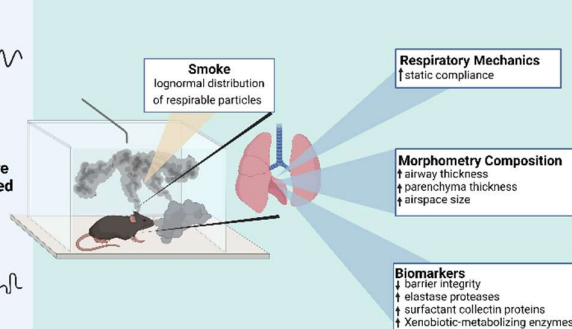 Smoke
lognormal distribution
of respirable particles
Respiratory Mechanics
↑ static compliance
Morphometry Composition
↑ airway thickness
↑ parenchyma thickness
↑ airspace size
Biomarkers
↓ barrier integrity
↑ elastase proteases
↑ surfactant collectin proteins
↑ Xenobiotic-metabolizing enzymes